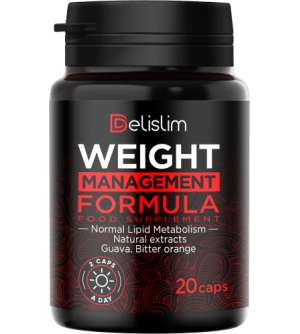 Delislim
WEIGHT
MANAGEMENT
FORMULA
FOOD SUPPLEMENT
Normal Lipid Metabolism
Natural extracts
Guava. Bitter orange
2 CAPS
A DAY
20 caps